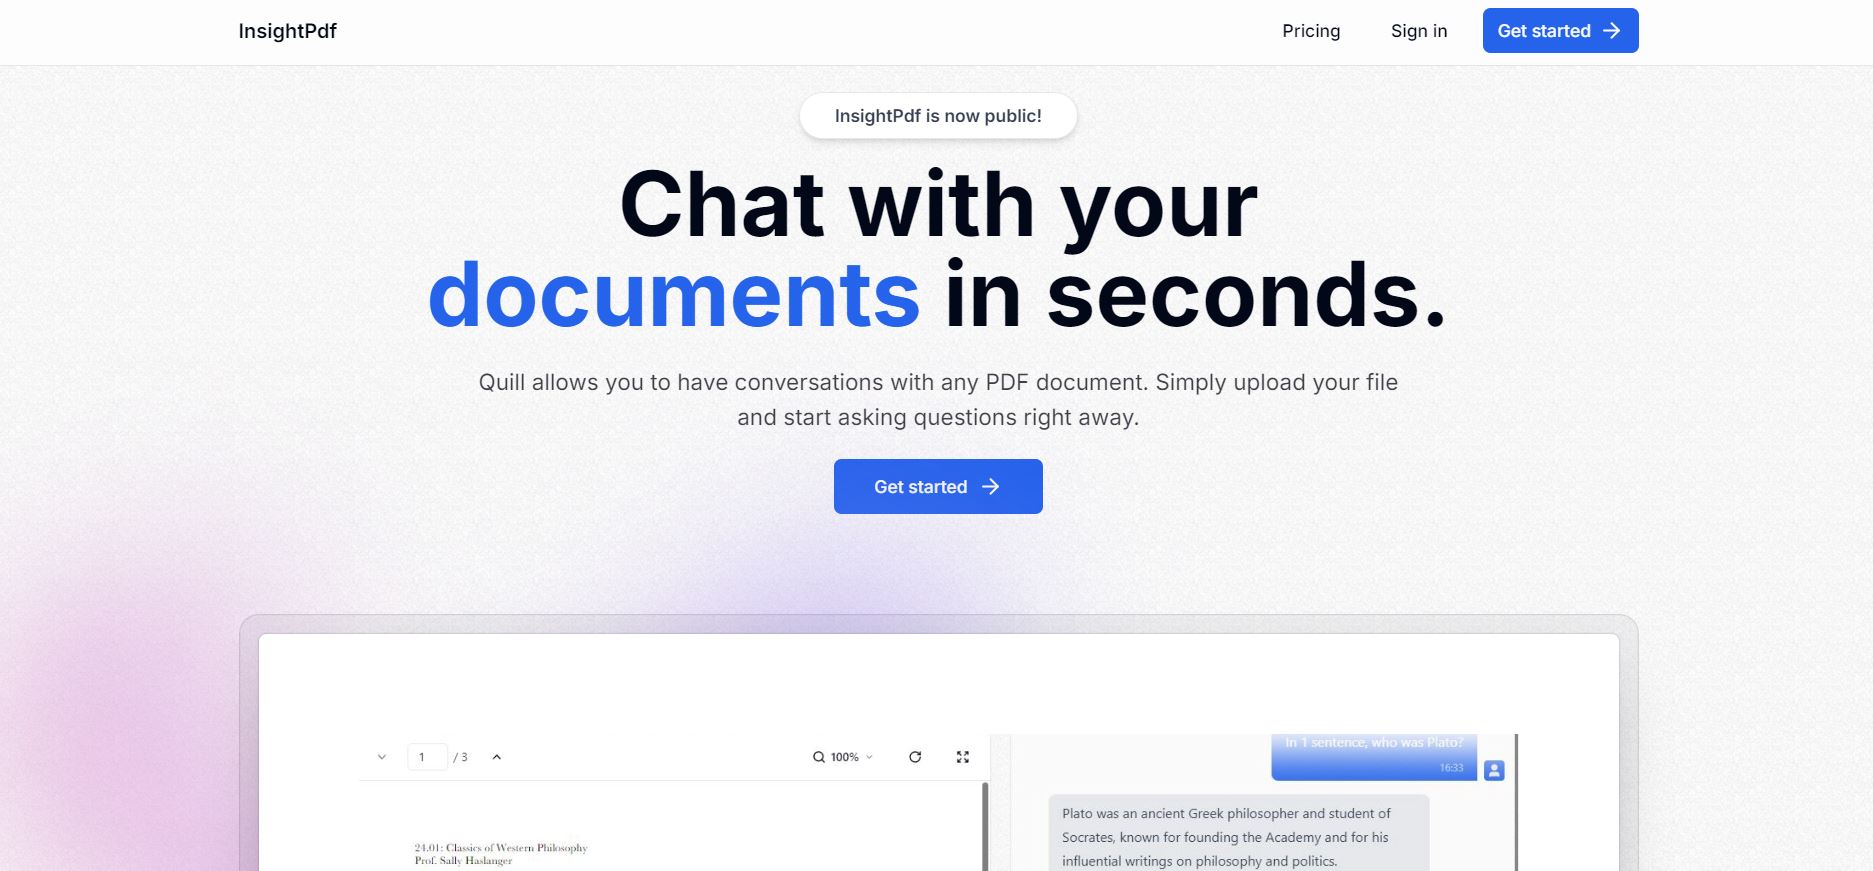 InsightPdf
Pricing
Sign in
Get started
InsightPdf is now public!
Chat with your
documents in seconds.
Quill allows you to have conversations with any PDF document. Simply upload your file
and start asking questions right away.
Get started
1 / 3
100%
In 1 sentence, who was Plato?
16:33
24.01: Classics of Western Philosophy
Prof. Sally Haslanger
Plato was an ancient Greek philosopher and student of
Socrates, known for founding the Academy and for his
influential writings on philosophy and politics.